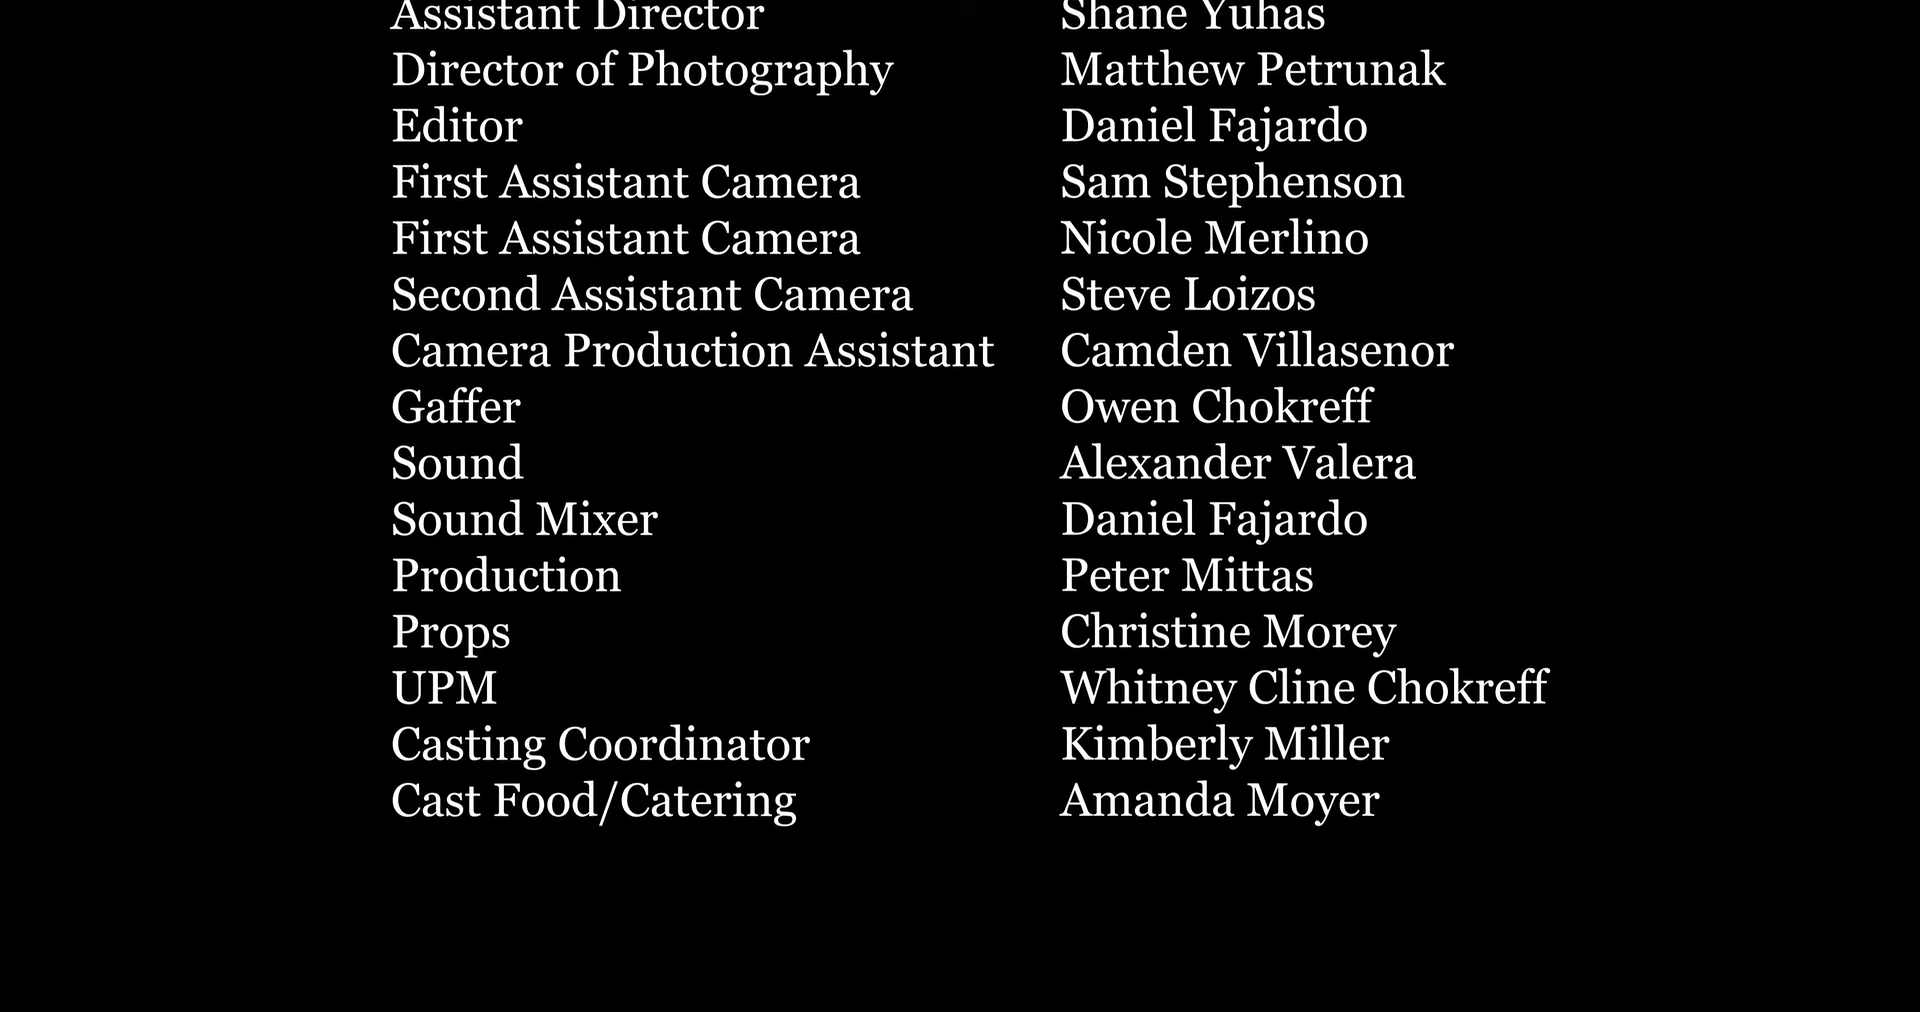 Assistant Director Shane Yuhas
Director of Photography Matthew Petrunak
Editor Daniel Fajardo
First Assistant Camera Sam Stephenson
First Assistant Camera Nicole Merlino
Second Assistant Camera Steve Loizos
Camera Production Assistant Camden Villasenor
Gaffer Owen Chokreff
Sound Alexander Valera
Sound Mixer Daniel Fajardo
Production Peter Mittas
Props Christine Morey
UPM Whitney Cline Chokreff
Casting Coordinator Kimberly Miller
Cast Food/Catering Amanda Moyer